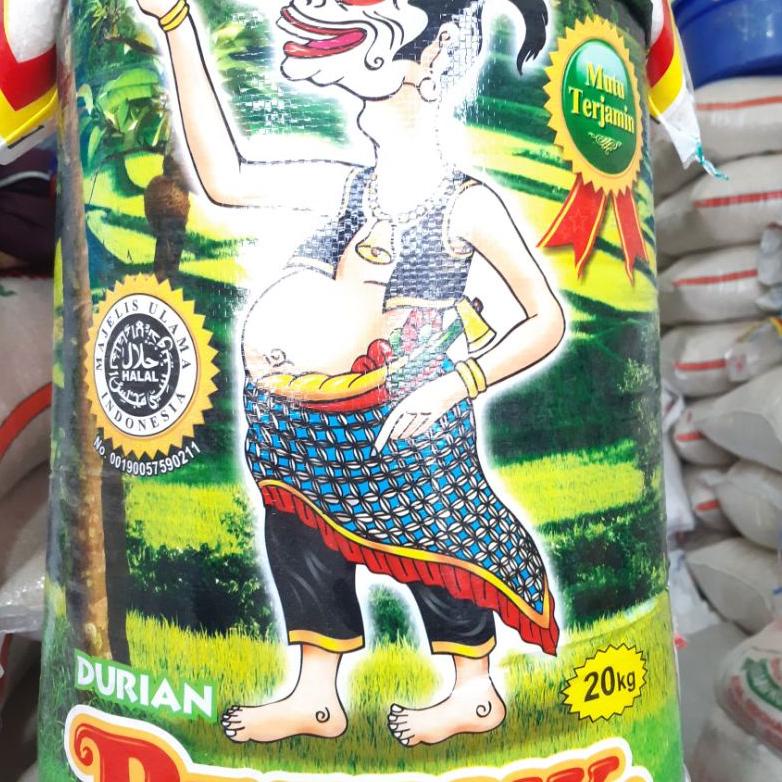 Mutu
Terjamin
MAJELIS ULAMA
حلال
HALAL
INDONESIA
No. 00190057590211
DURIAN
20kg